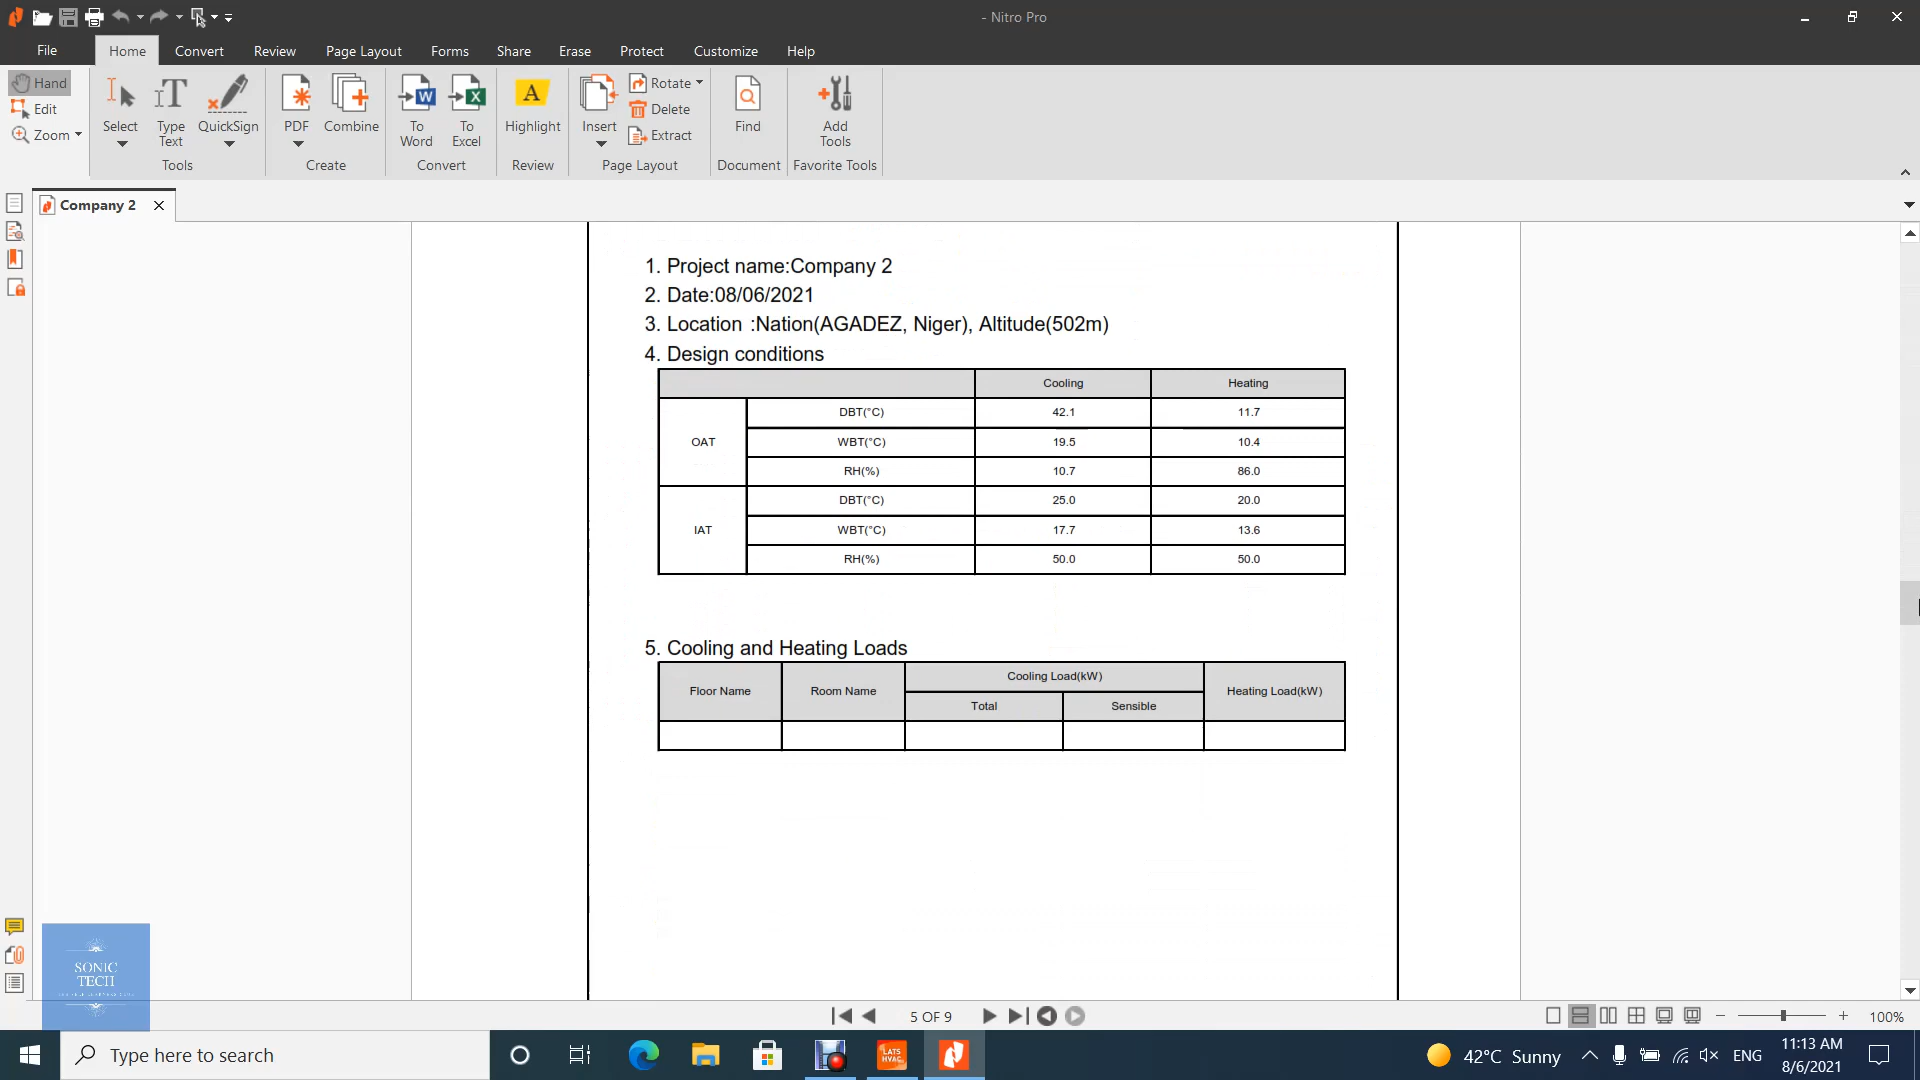 - Nitro Pro
File Home Convert Review Page Layout Forms Share Erase Protect Customize Help
Hand
Edit
Zoom
Select
Type Text
QuickSign
Tools
PDF
Combine
Create
To Word
To Excel
Convert
Highlight
Review
Insert
Rotate
Delete
Extract
Page Layout
Find
Document
Add Tools
Favorite Tools
Company 2
1. Project name:Company 2
2. Date:08/06/2021
3. Location :Nation(AGADEZ, Niger), Altitude(502m)
4. Design conditions
Cooling Heating
OAT
DBT(°C) 42.1 11.7
WBT(°C) 19.5 10.4
RH(%) 10.7 86.0
IAT
DBT(°C) 25.0 20.0
WBT(°C) 17.7 13.6
RH(%) 50.0 50.0
5. Cooling and Heating Loads
Floor Name Room Name Cooling Load(kW) Heating Load(kW)
Total Sensible
SONIC
TECH
5 OF 9
100%
Type here to search
LATS
HVAC
42°C Sunny
ENG
11:13 AM
8/6/2021